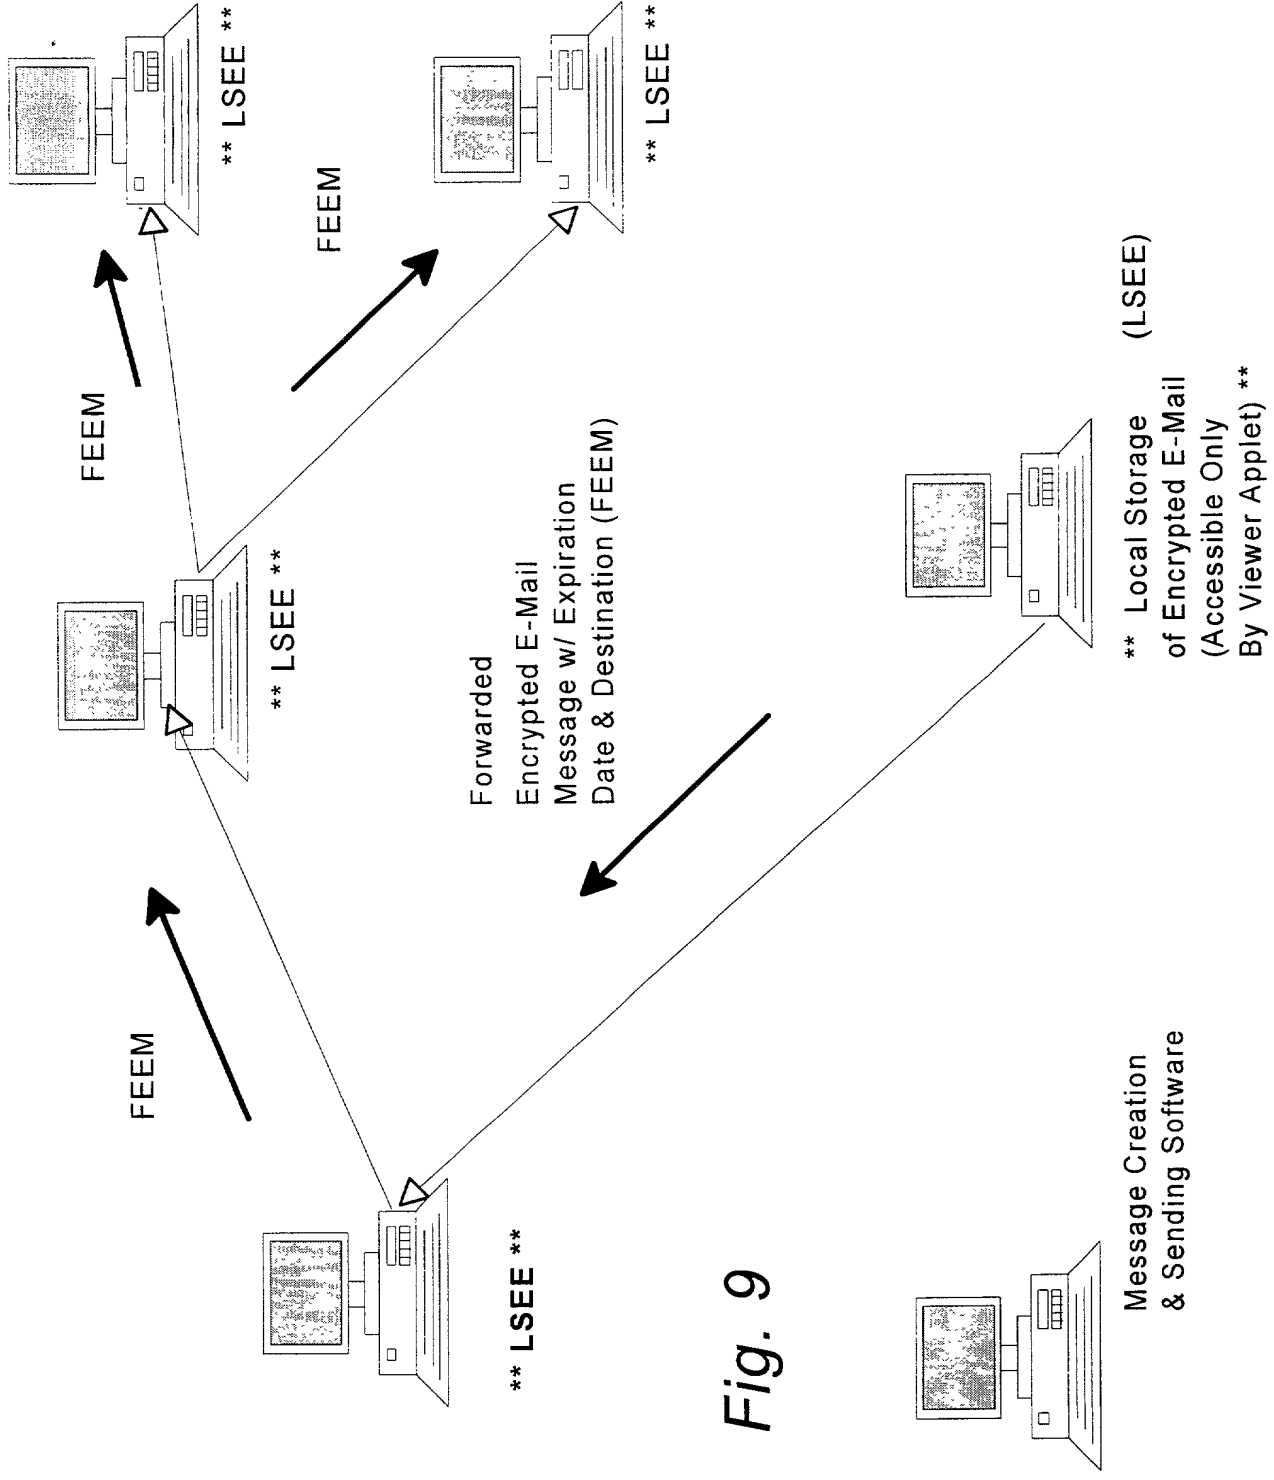 FEEM
FEEM
** LSEE **
** LSEE **
FEEM
Forwarded
Encrypted E-Mail
Message w/ Expiration
Date & Destination (FEEM)
** LSEE **
** LSEE **
Fig. 9
Message Creation
& Sending Software
** Local Storage (LSEE)
of Encrypted E-Mail
(Accessible Only
By Viewer Applet) **